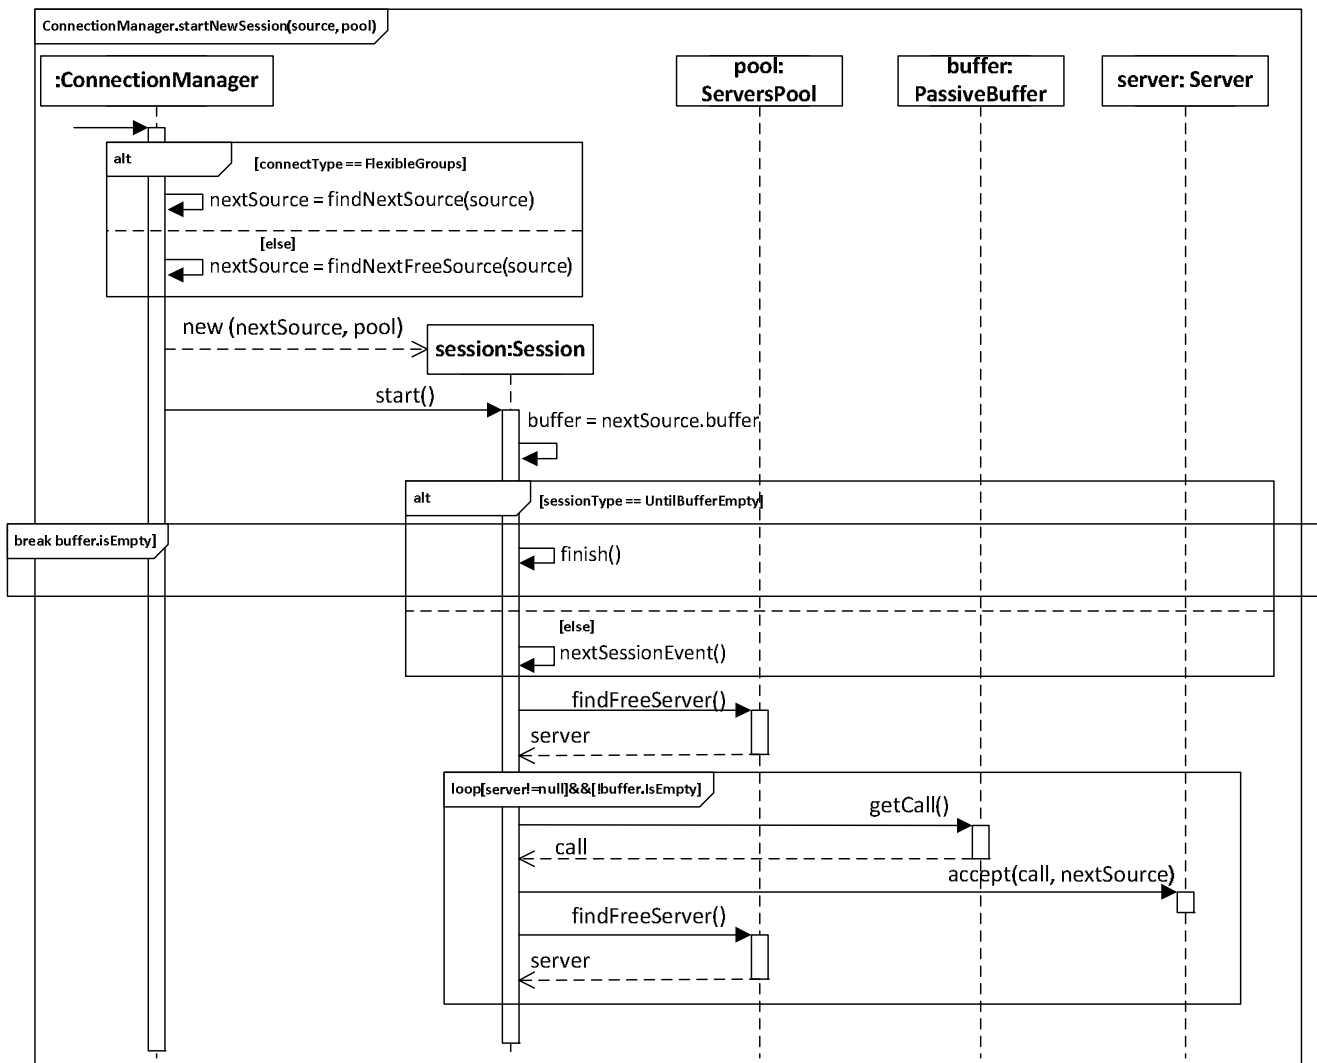 ConnectionManager.startNewSession(source, pool)
:ConnectionManager
pool:
ServersPool
buffer:
PassiveBuffer
server: Server
alt
[connectType == FlexibleGroups]
nextSource = findNextSource(source)
[else]
nextSource = findNextFreeSource(source)
new (nextSource, pool)
session:Session
start()
buffer = nextSource.buffer
alt
[sessionType == UntilBufferEmpty]
break buffer.isEmpty]
finish()
[else]
nextSessionEvent()
findFreeServer()
server
loop[server!=null]&&[!buffer.IsEmpty]
getCall()
call
accept(call, nextSource)
findFreeServer()
server